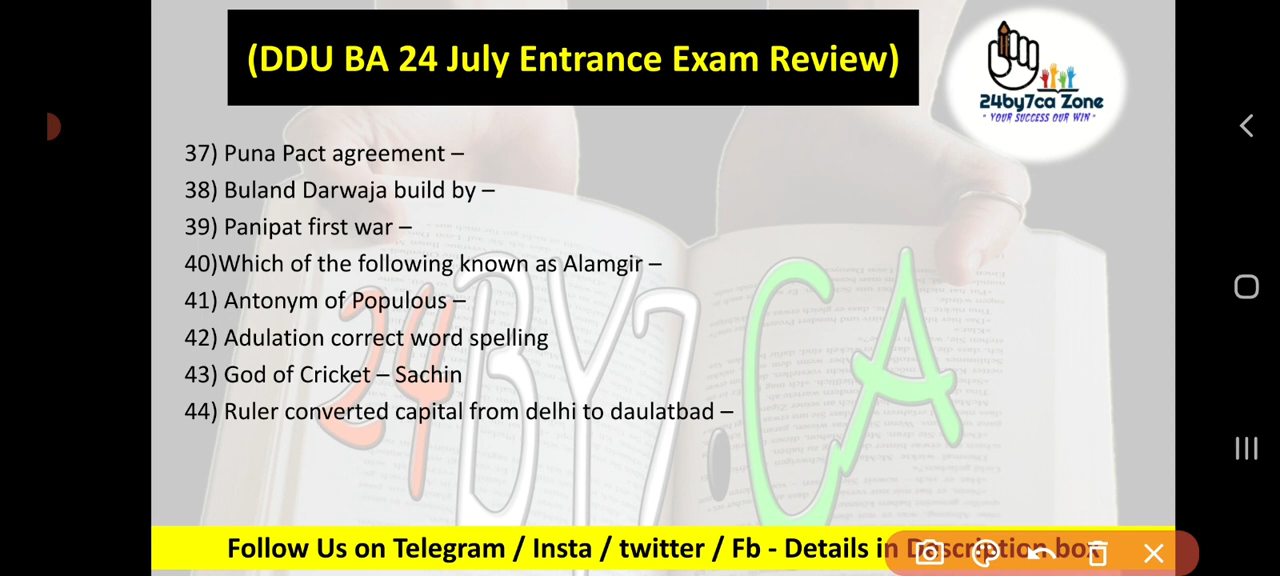 (DDU BA 24 July Entrance Exam Review)
24by7ca Zone
" YOUR SUCCESS OUR WIN "
37) Puna Pact agreement –
38) Buland Darwaja build by –
39) Panipat first war –
40)Which of the following known as Alamgir –
41) Antonym of Populous –
42) Adulation correct word spelling
43) God of Cricket – Sachin
44) Ruler converted capital from delhi to daulatbad –
24BY7.CA
Follow Us on Telegram / Insta / twitter / Fb - Details in Description box